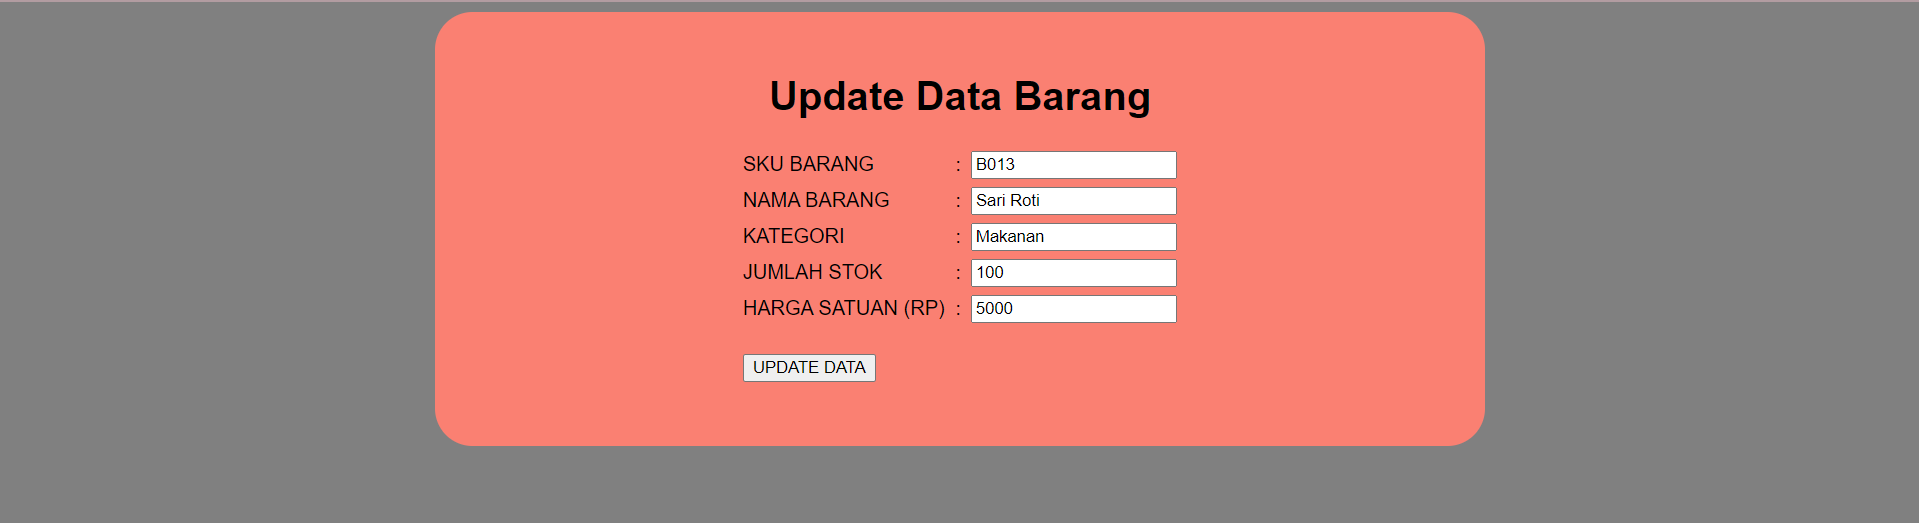 Update Data Barang
SKU BARANG : B013
NAMA BARANG : Sari Roti
KATEGORI : Makanan
JUMLAH STOK : 100
HARGA SATUAN (RP) : 5000
UPDATE DATA